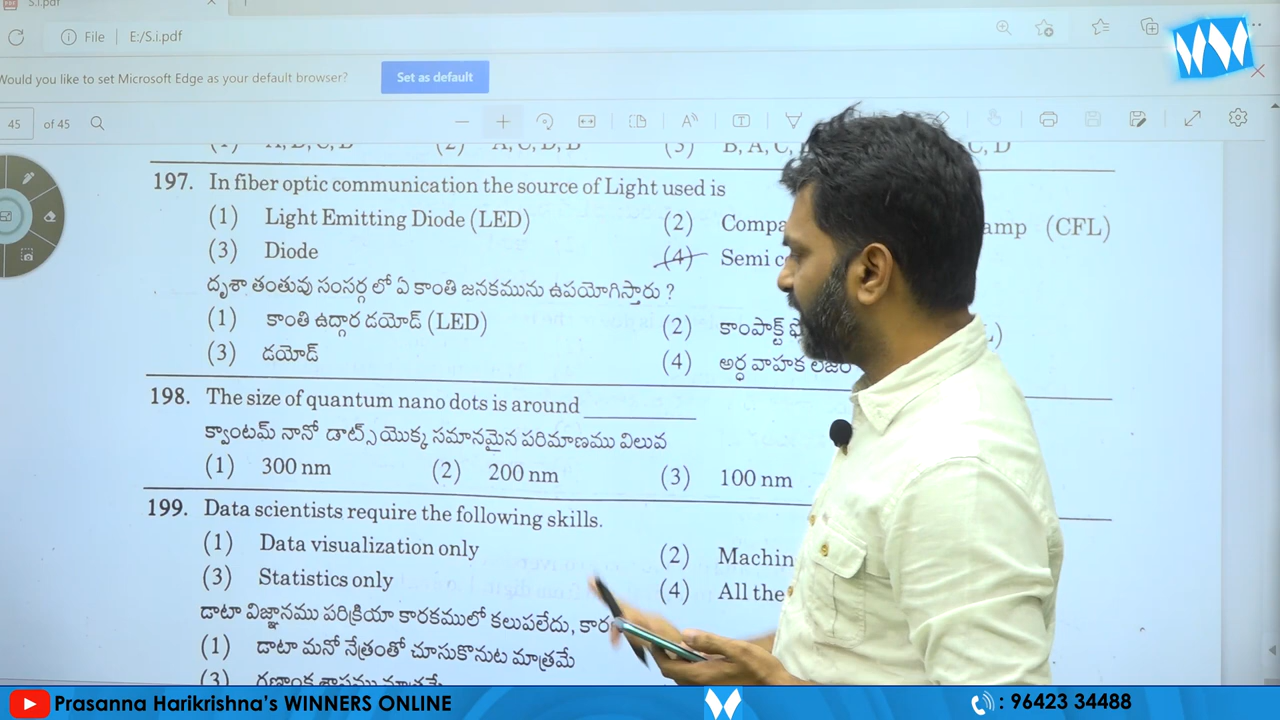 S.i.pdf
File | E:/S.i.pdf
Would you like to set Microsoft Edge as your default browser? Set as default
45 of 45
197. In fiber optic communication the source of Light used is
(1) Light Emitting Diode (LED) (2) Compa amp (CFL)
(3) Diode (4) Semi c
దృశా తంతువు సంసర్గ లో ఏ కాంతి జనకమును ఉపయోగిస్తారు ?
(1) కాంతి ఉద్గార డయోడ్ (LED) (2) కాంపాక్ట్ L)
(3) డయోడ్ (4) అర్ధ వాహక లేజర్
198. The size of quantum nano dots is around ________
క్వాంటమ్ నానో డాట్స్ యొక్క సమానమైన పరిమాణము విలువ
(1) 300 nm (2) 200 nm (3) 100 nm
199. Data scientists require the following skills.
(1) Data visualization only (2) Machin
(3) Statistics only (4) All the
డాటా విజ్ఞానము పరిక్రియా కారకములో కలుపలేదు, కార
(1) డాటా మనో నేత్రంతో చూసుకొనుట మాత్రమే
(3)
Prasanna Harikrishna's WINNERS ONLINE : 96423 34488